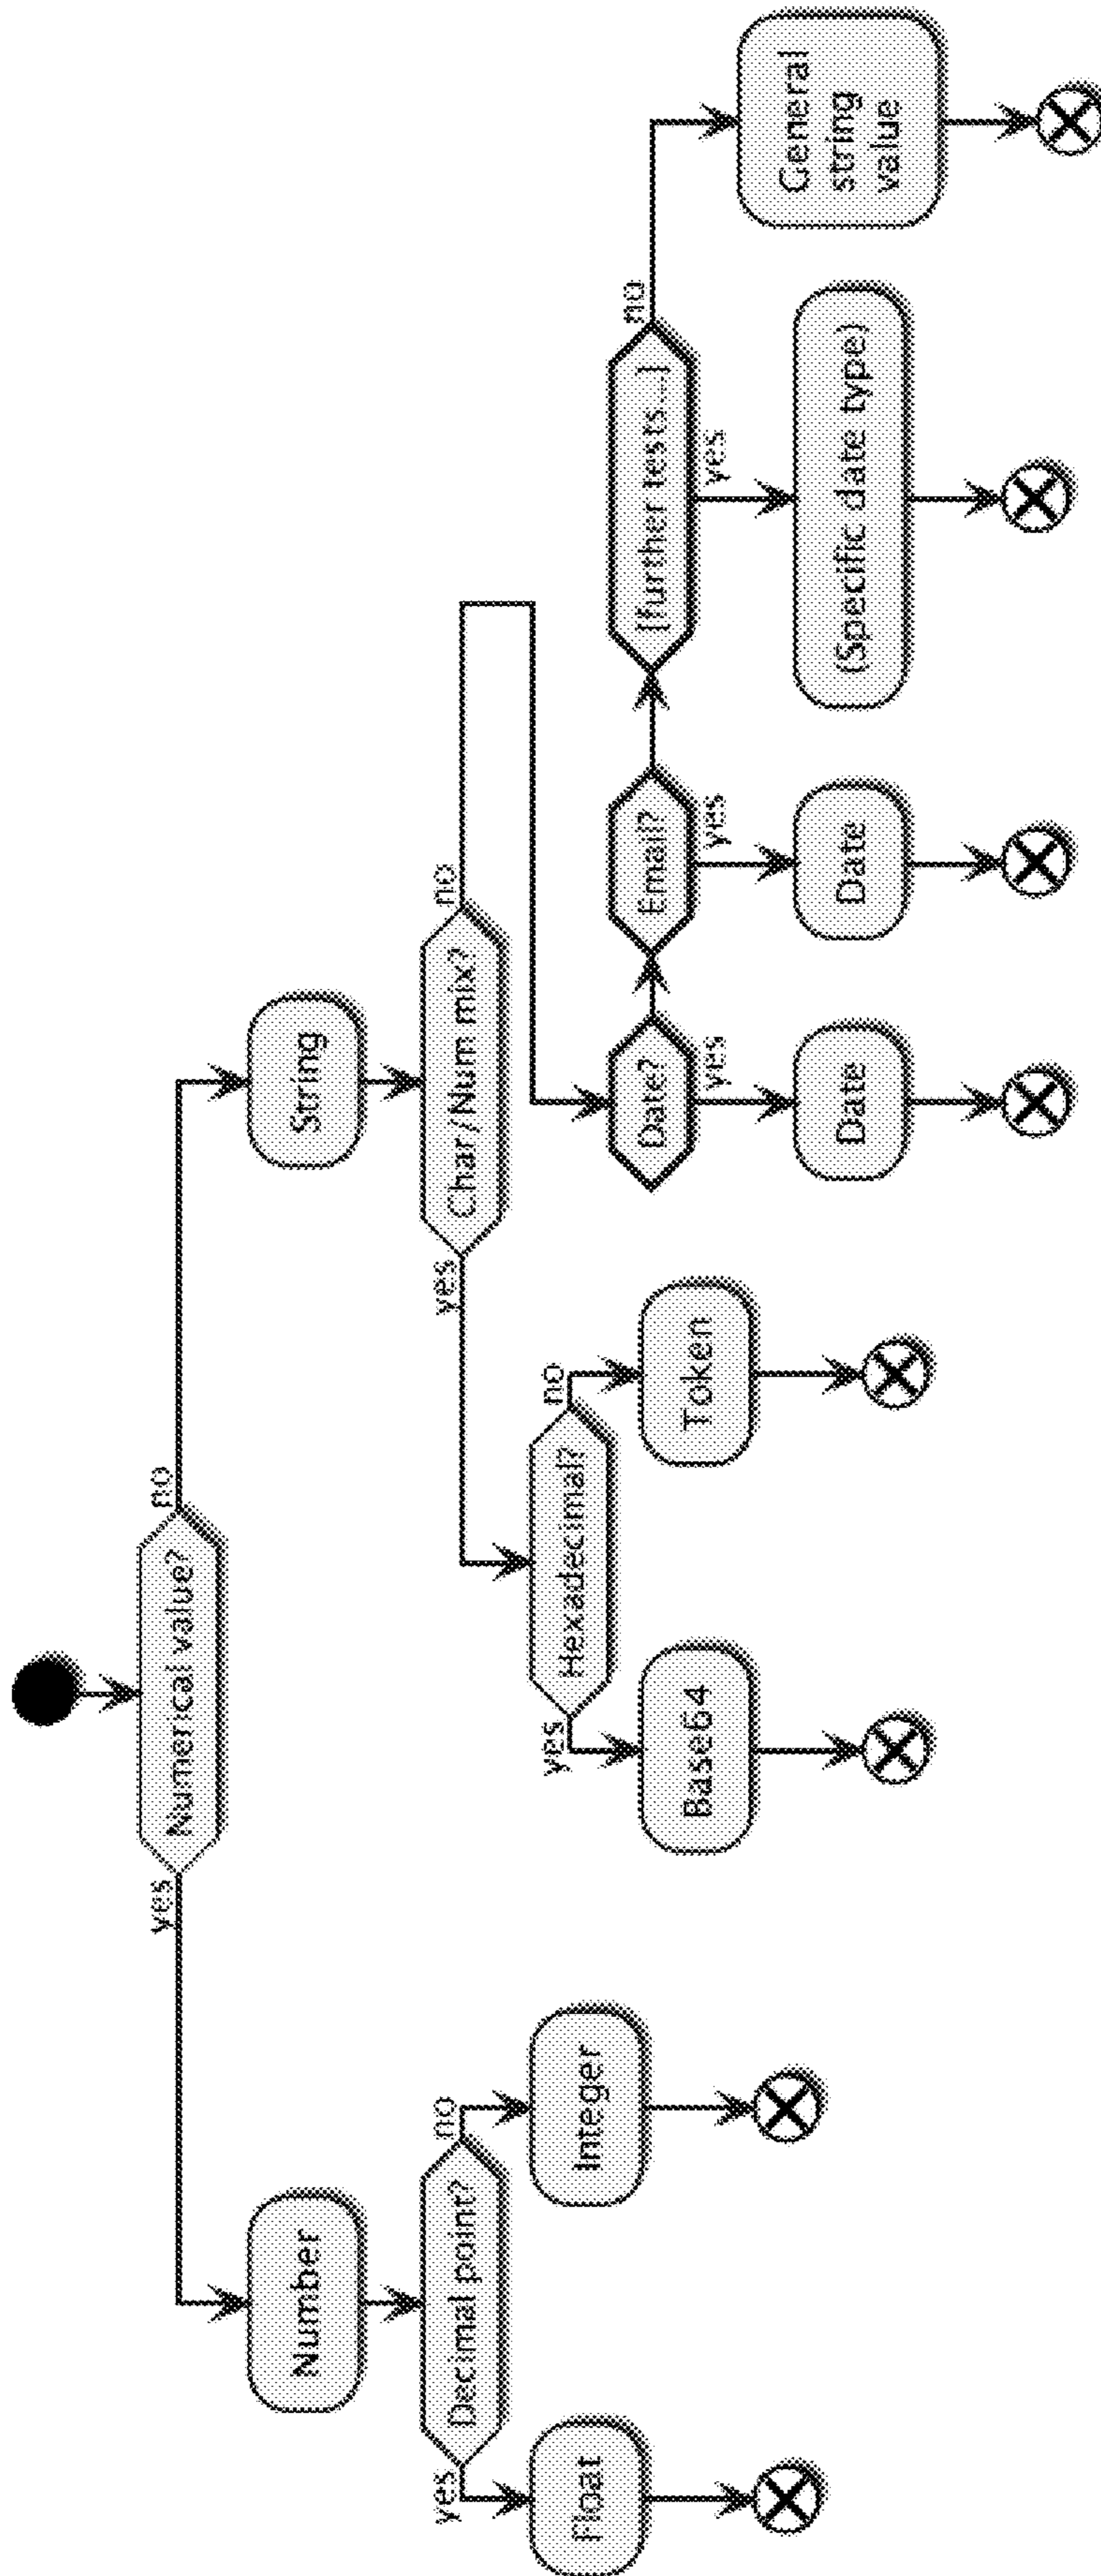 Numerical value?
yes
no
Number
String
Decimal point?
yes
no
Char/Num mix?
yes
no
Float
Integer
Hexadecimal?
yes
no
Base64
Token
Date?
yes
Email?
yes
[further tests...]
yes
no
Date
Date
(Specific date type)
General
string
value